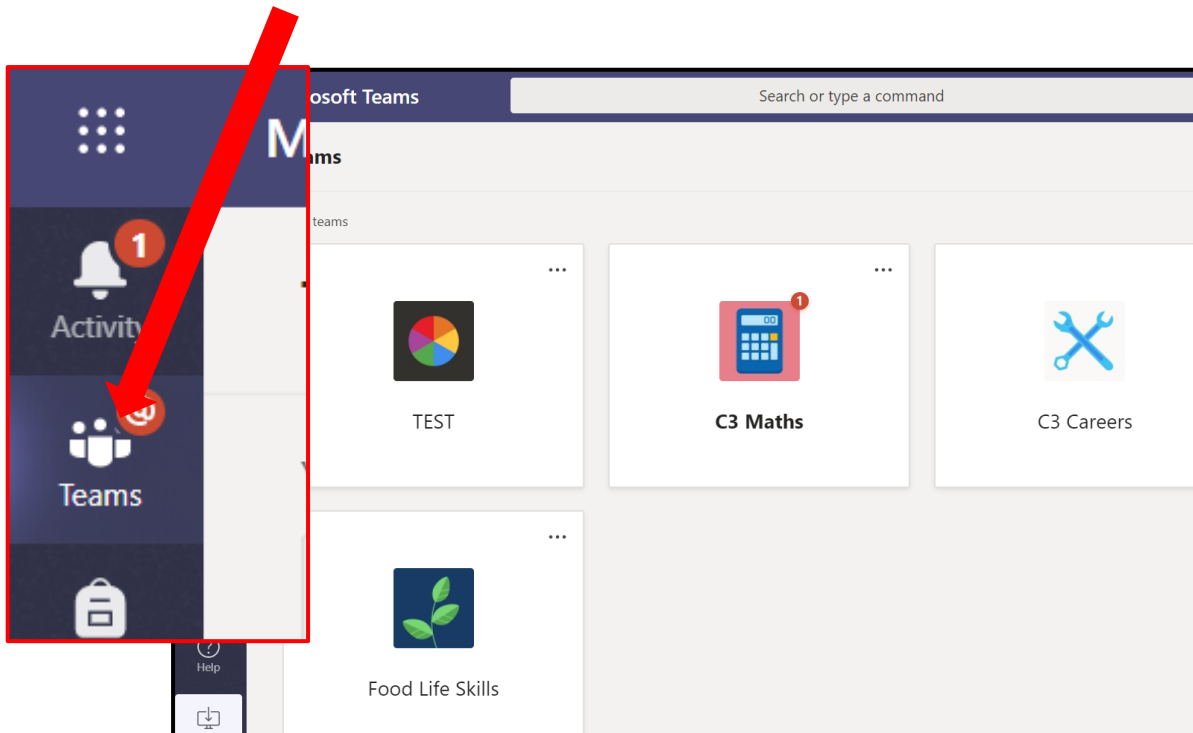 osoft Teams
Search or type a command
M
ams
1
Activity
teams
@
Teams
TEST
1
C3 Maths
C3 Careers
Food Life Skills
Help